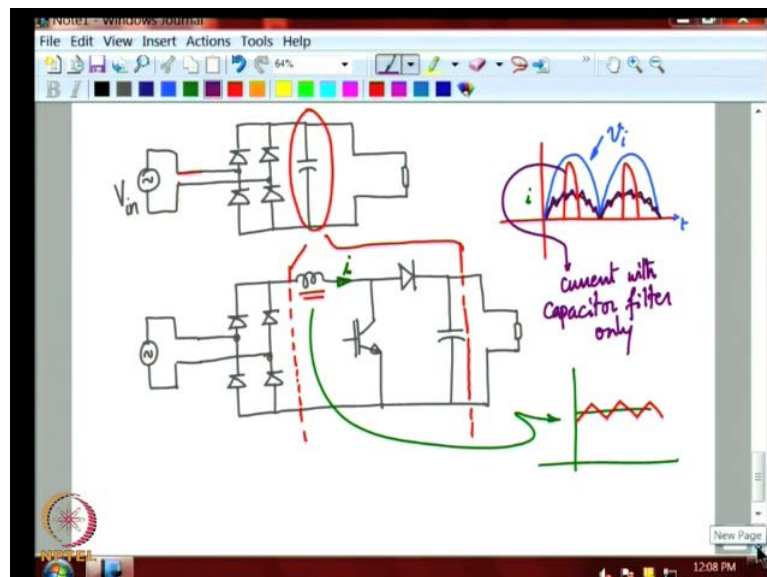 Note1 - Windows Journal
File Edit View Insert Actions Tools Help
64%
B I
Vin
vi
i
t
i
current with
capacitor filter
only
New Page
NPTEL
12:08 PM